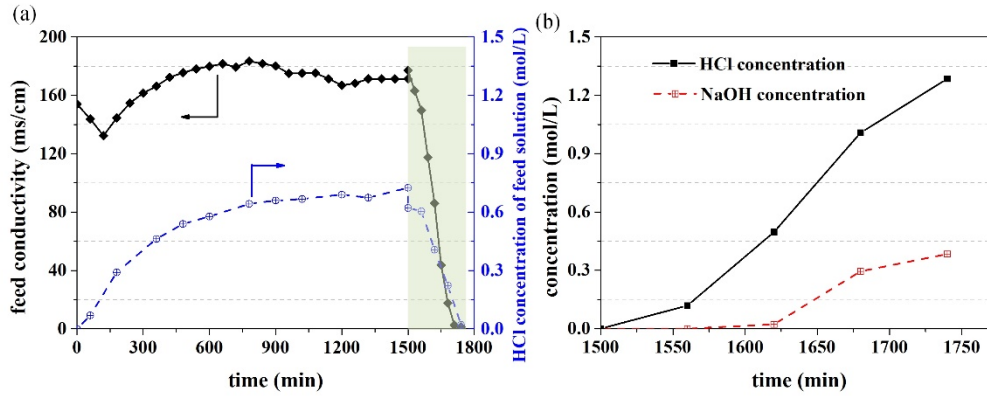 (a)
200
160
120
80
40
0
feed conductivity (ms/cm)
1.5
1.2
0.9
0.6
0.3
0.0
HCl concentration of feed solution (mol/L)
0 300 600 900 1200 1500 1800
time (min)
(b)
1.5
1.2
0.9
0.6
0.3
0.0
concentration (mol/L)
HCl concentration
NaOH concentration
1500 1550 1600 1650 1700 1750
time (min)